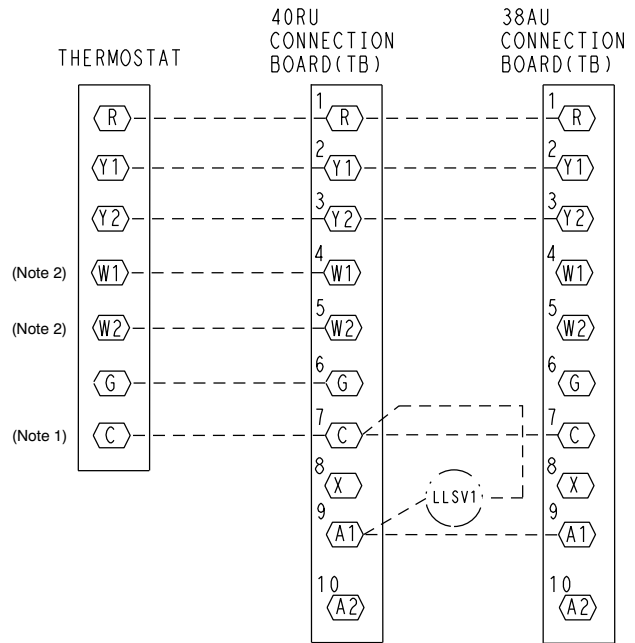 40RU
CONNECTION
BOARD(TB)
38AU
CONNECTION
BOARD(TB)
THERMOSTAT
R 1 R 1 R
Y1 2 Y1 2 Y1
Y2 3 Y2 3 Y2
(Note 2) W1 4 W1 4 W1
(Note 2) W2 5 W2 5 W2
G 6 G 6 G
(Note 1) C 7 C 7 C
8 X 8 X
LLSV1
9 A1 9 A1
10 A2 10 A2